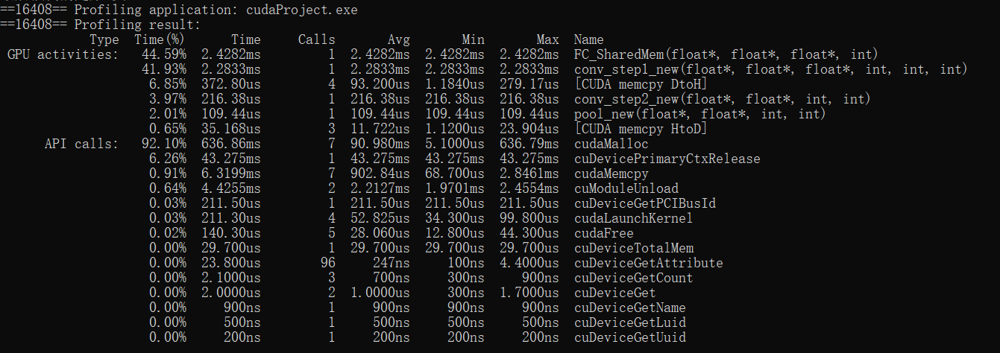 ==16408== Profiling application: cudaProject.exe
==16408== Profiling result:
Type Time(%) Time Calls Avg Min Max Name
GPU activities: 44.59% 2.4282ms 1 2.4282ms 2.4282ms 2.4282ms FC_SharedMem(float*, float*, float*, int)
41.93% 2.2833ms 1 2.2833ms 2.2833ms 2.2833ms conv_step1_new(float*, float*, float*, int, int, int)
6.85% 372.80us 4 93.200us 1.1840us 279.17us [CUDA memcpy DtoH]
3.97% 216.38us 1 216.38us 216.38us 216.38us conv_step2_new(float*, float*, int, int)
2.01% 109.44us 1 109.44us 109.44us 109.44us pool_new(float*, float*, int, int)
0.65% 35.168us 3 11.722us 1.1200us 23.904us [CUDA memcpy HtoD]
API calls: 92.10% 636.86ms 7 90.980ms 5.1000us 636.79ms cudaMalloc
6.26% 43.275ms 1 43.275ms 43.275ms 43.275ms cuDevicePrimaryCtxRelease
0.91% 6.3199ms 7 902.84us 68.700us 2.8461ms cudaMemcpy
0.64% 4.4255ms 2 2.2127ms 1.9701ms 2.4554ms cuModuleUnload
0.03% 211.50us 1 211.50us 211.50us 211.50us cuDeviceGetPCIBusId
0.03% 211.30us 4 52.825us 34.300us 99.800us cudaLaunchKernel
0.02% 140.30us 5 28.060us 12.800us 44.300us cudaFree
0.00% 29.700us 1 29.700us 29.700us 29.700us cuDeviceTotalMem
0.00% 23.800us 96 247ns 100ns 4.4000us cuDeviceGetAttribute
0.00% 2.1000us 3 700ns 300ns 900ns cuDeviceGetCount
0.00% 2.0000us 2 1.0000us 300ns 1.7000us cuDeviceGet
0.00% 900ns 1 900ns 900ns 900ns cuDeviceGetName
0.00% 500ns 1 500ns 500ns 500ns cuDeviceGetLuid
0.00% 200ns 1 200ns 200ns 200ns cuDeviceGetUuid